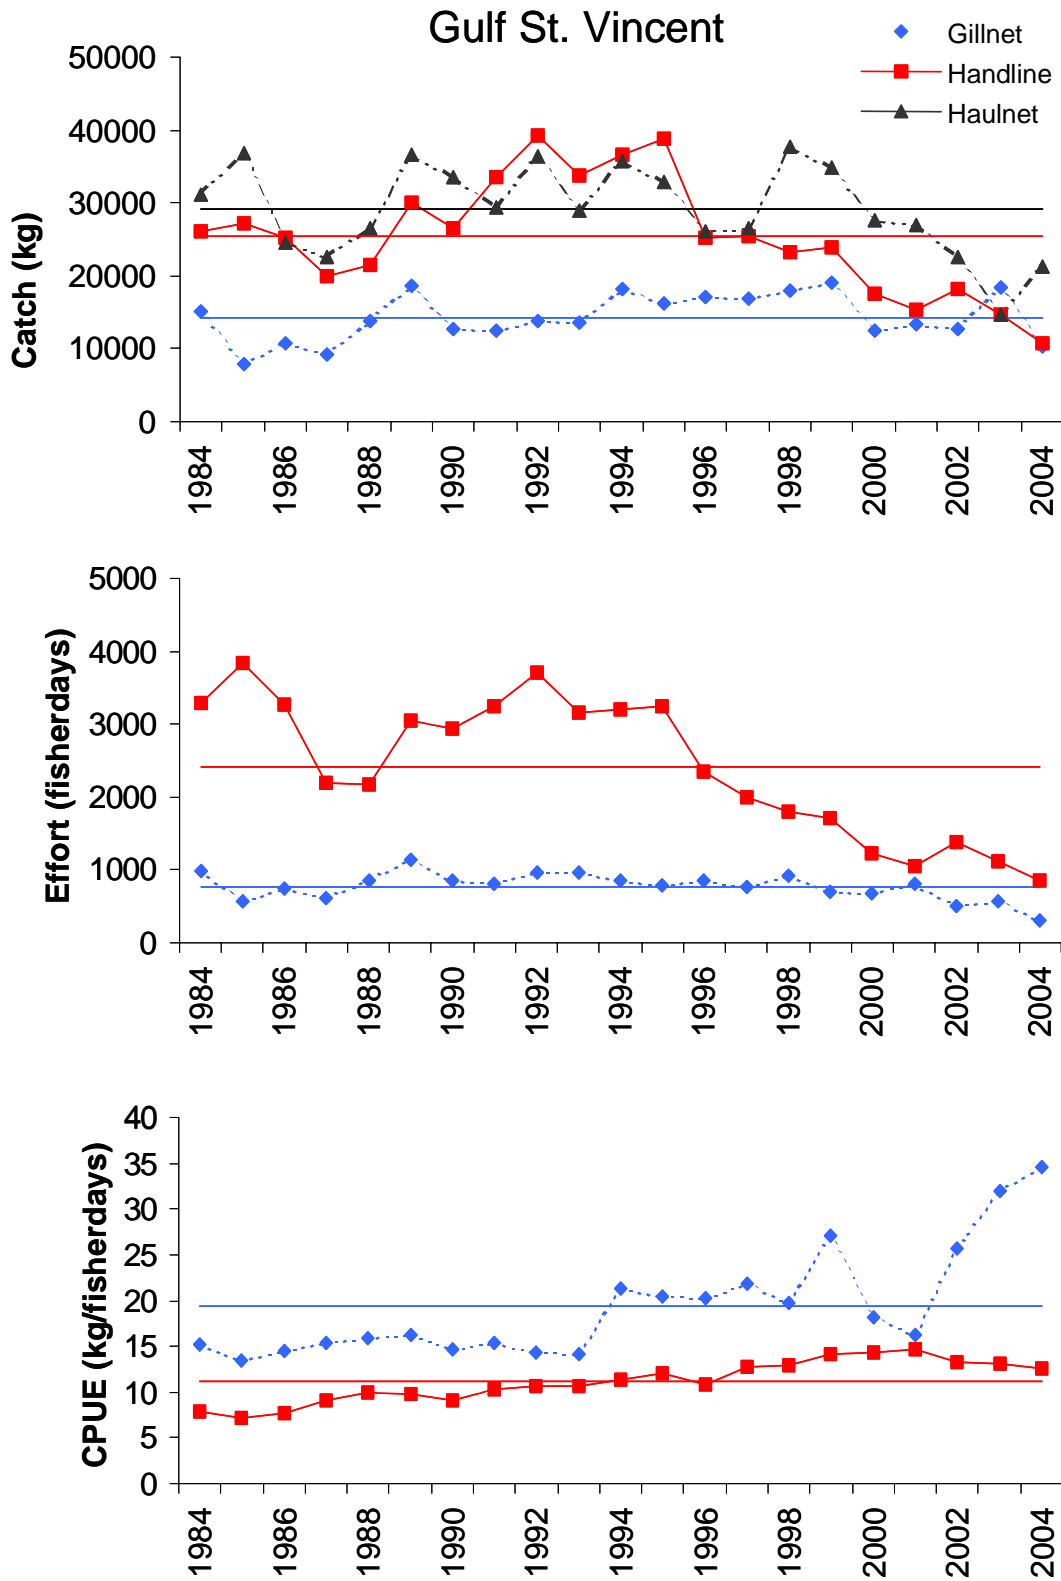 Gulf St. Vincent
Gillnet
Handline
Haulnet
Catch (kg)
50000
40000
30000
20000
10000
0
1984 1986 1988 1990 1992 1994 1996 1998 2000 2002 2004
Effort (fisherdays)
5000
4000
3000
2000
1000
0
1984 1986 1988 1990 1992 1994 1996 1998 2000 2002 2004
CPUE (kg/fisherdays)
40
35
30
25
20
15
10
5
0
1984 1986 1988 1990 1992 1994 1996 1998 2000 2002 2004